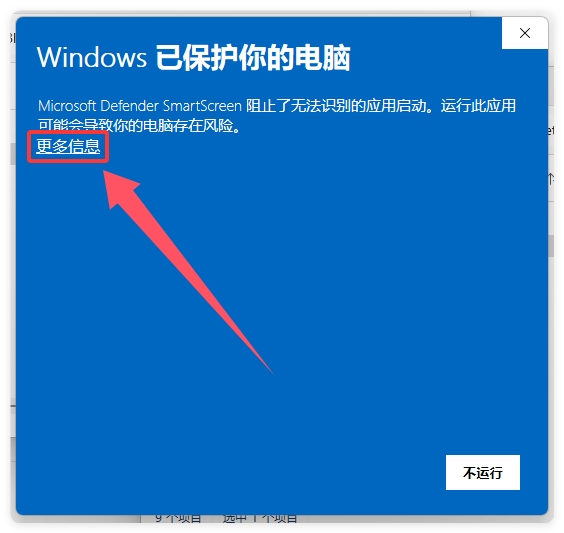 Windows 已保护你的电脑
Microsoft Defender SmartScreen 阻止了无法识别的应用启动。运行此应用
可能会导致你的电脑存在风险。
更多信息
不运行
9 个项目 选中 1 个项目